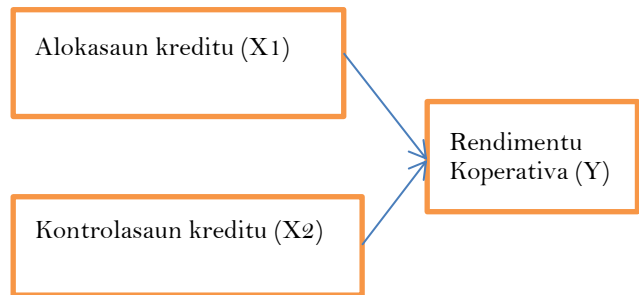 Alokasaun kreditu (X1)
Rendimentu
Koperativa (Y)
Kontrolasaun kreditu (X2)